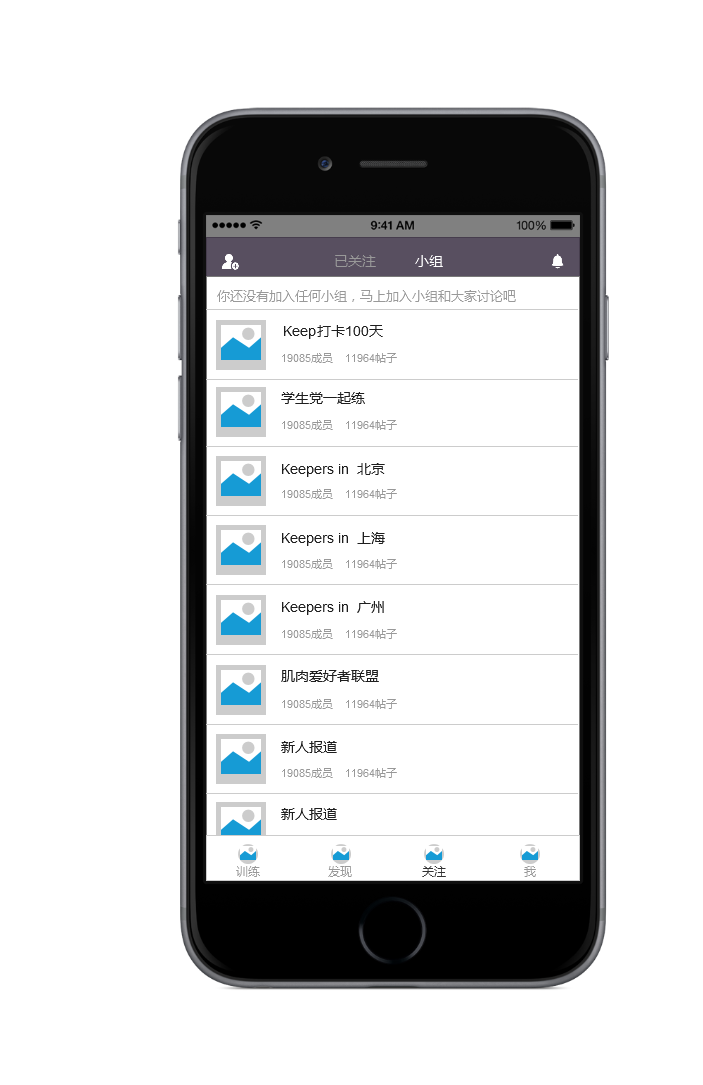 9:41 AM 100%
已关注 小组
你还没有加入任何小组，马上加入小组和大家讨论吧
Keep打卡100天
19085成员 11964帖子
学生党一起练
19085成员 11964帖子
Keepers in 北京
19085成员 11964帖子
Keepers in 上海
19085成员 11964帖子
Keepers in 广州
19085成员 11964帖子
肌肉爱好者联盟
19085成员 11964帖子
新人报道
19085成员 11964帖子
新人报道
训练 发现 关注 我